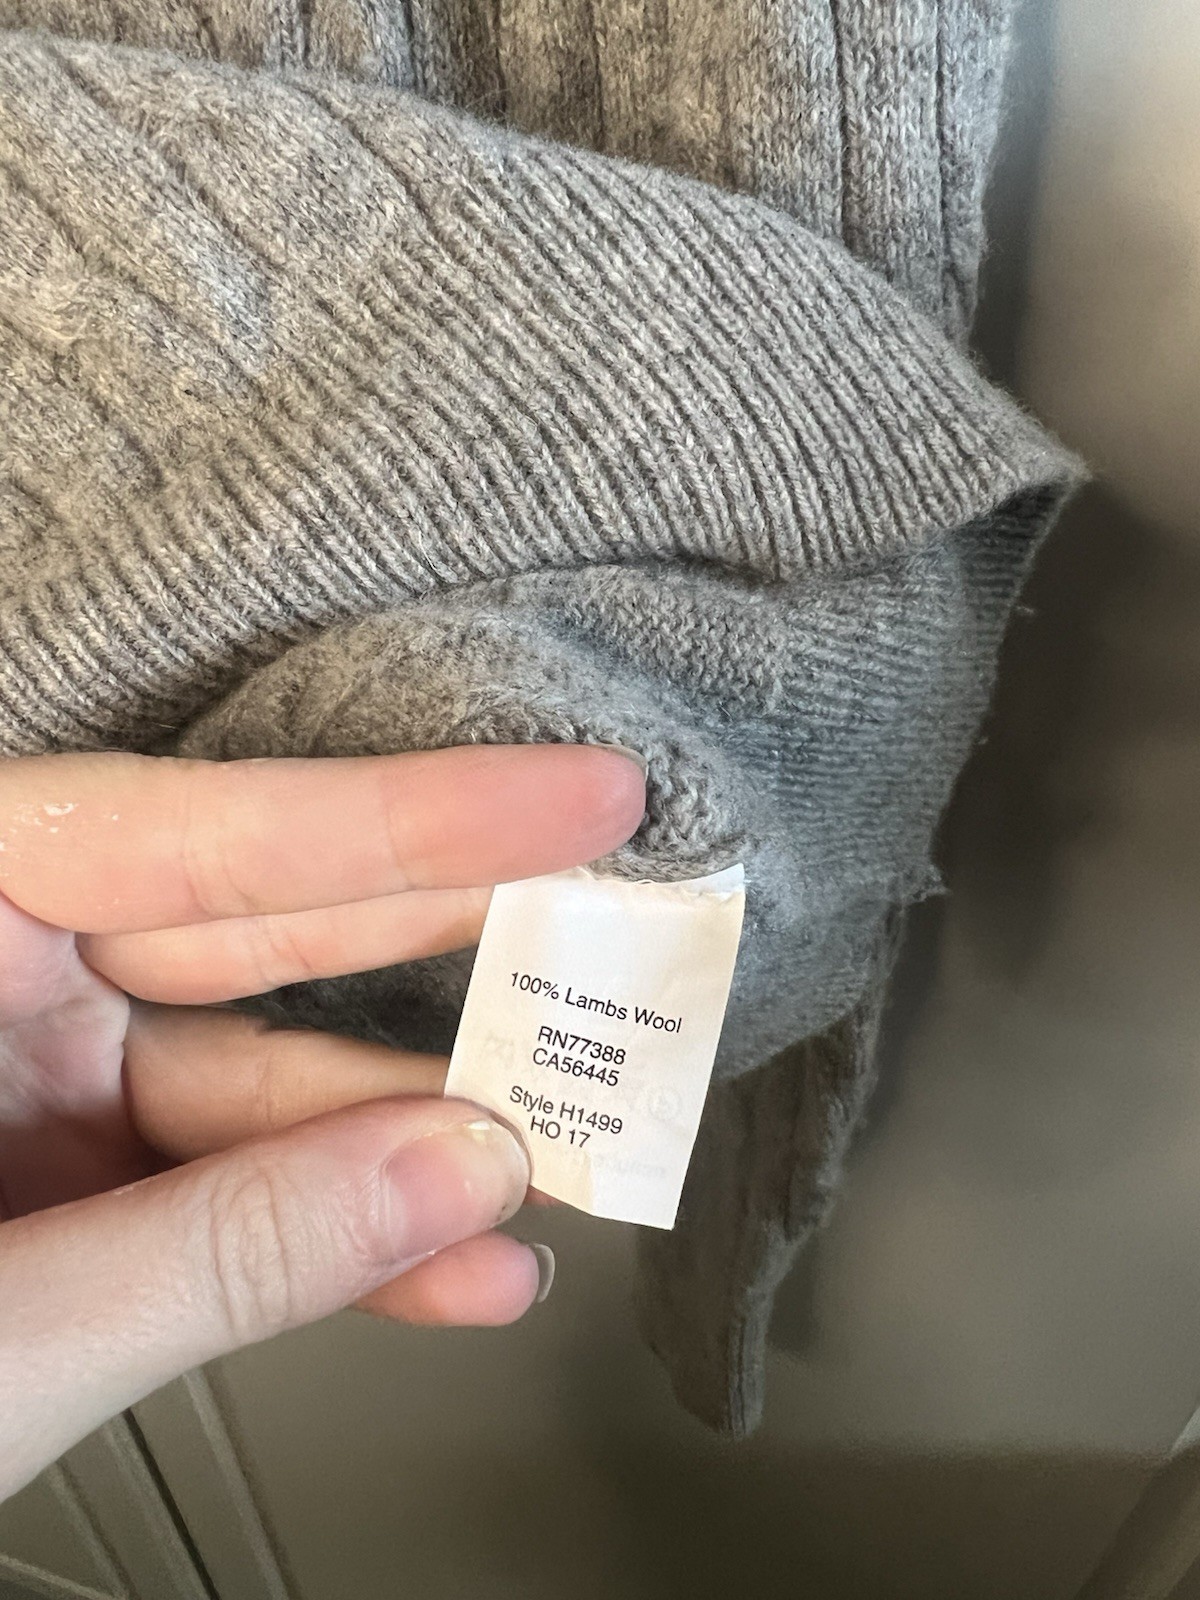 100% Lambs Wool
RN77388
CA56445
Style H1499
HO 17